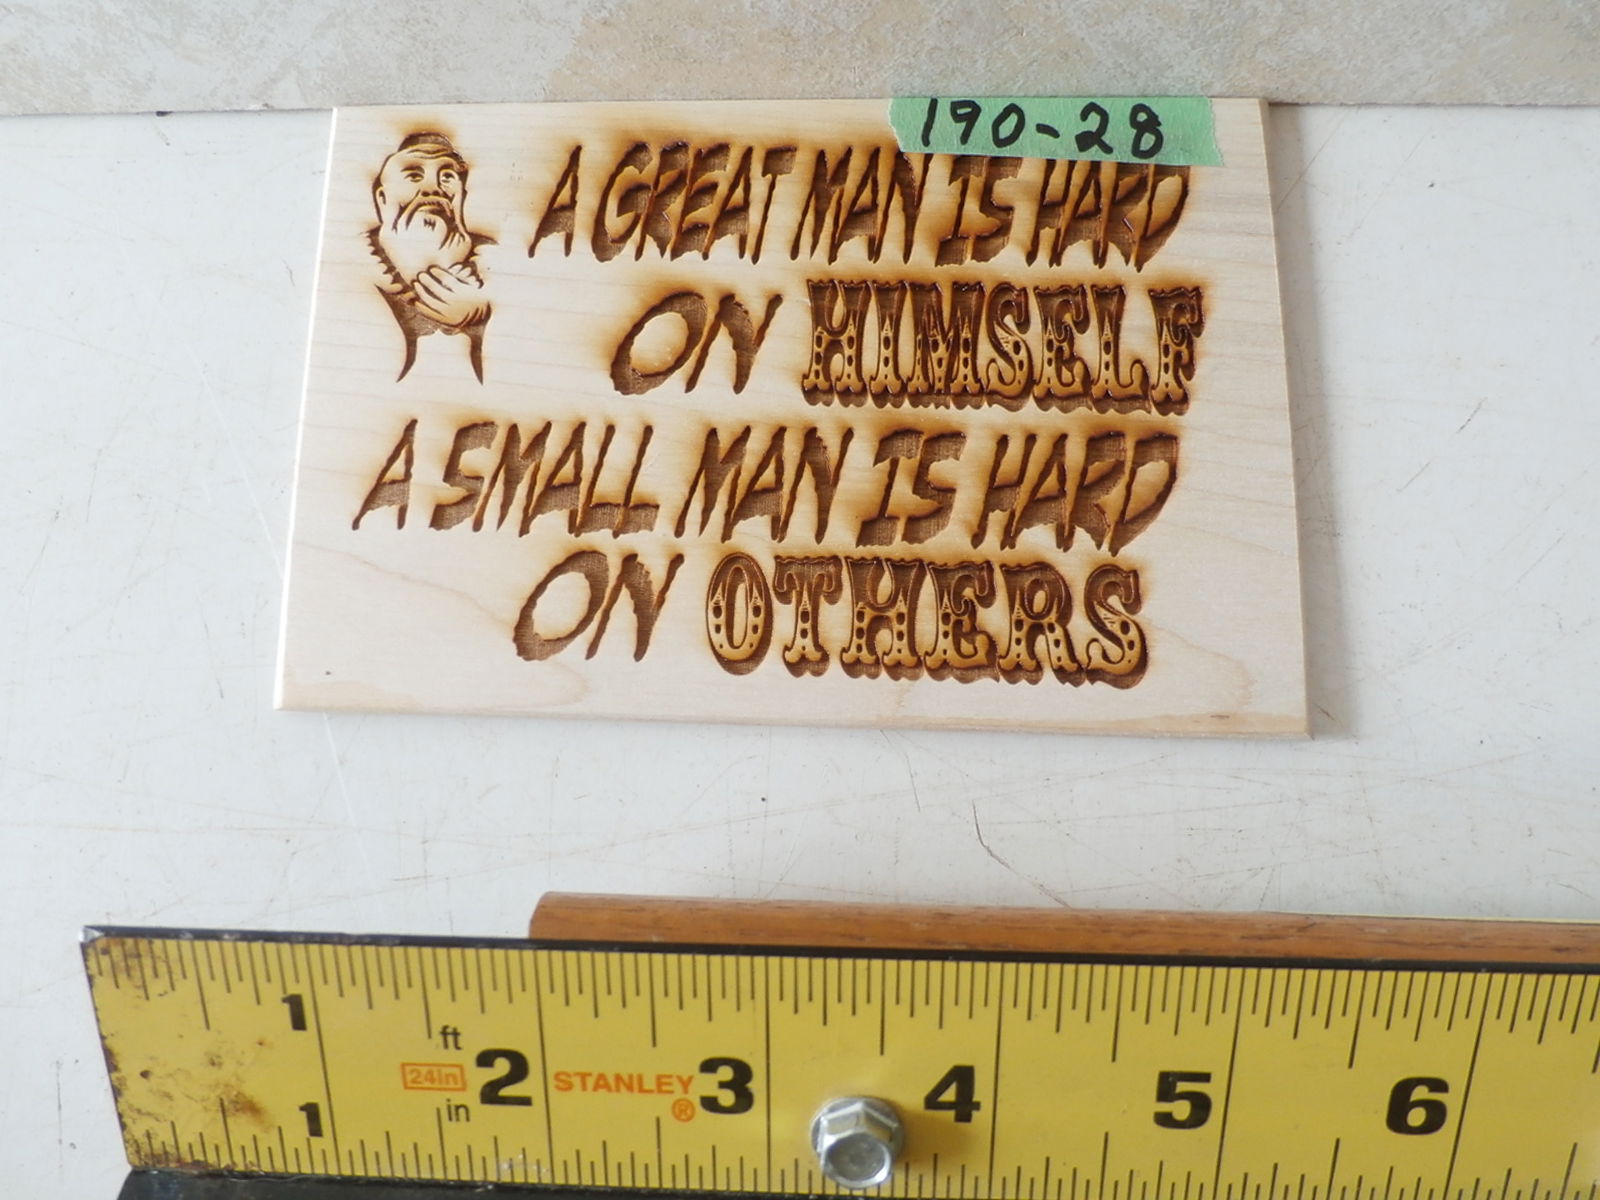 190-28
A GREAT MAN IS HARD
ON HIMSELF
A SMALL MAN IS HARD
ON OTHERS
1 ft 24in in 2 STANLEY ® 3 4 5 6
1